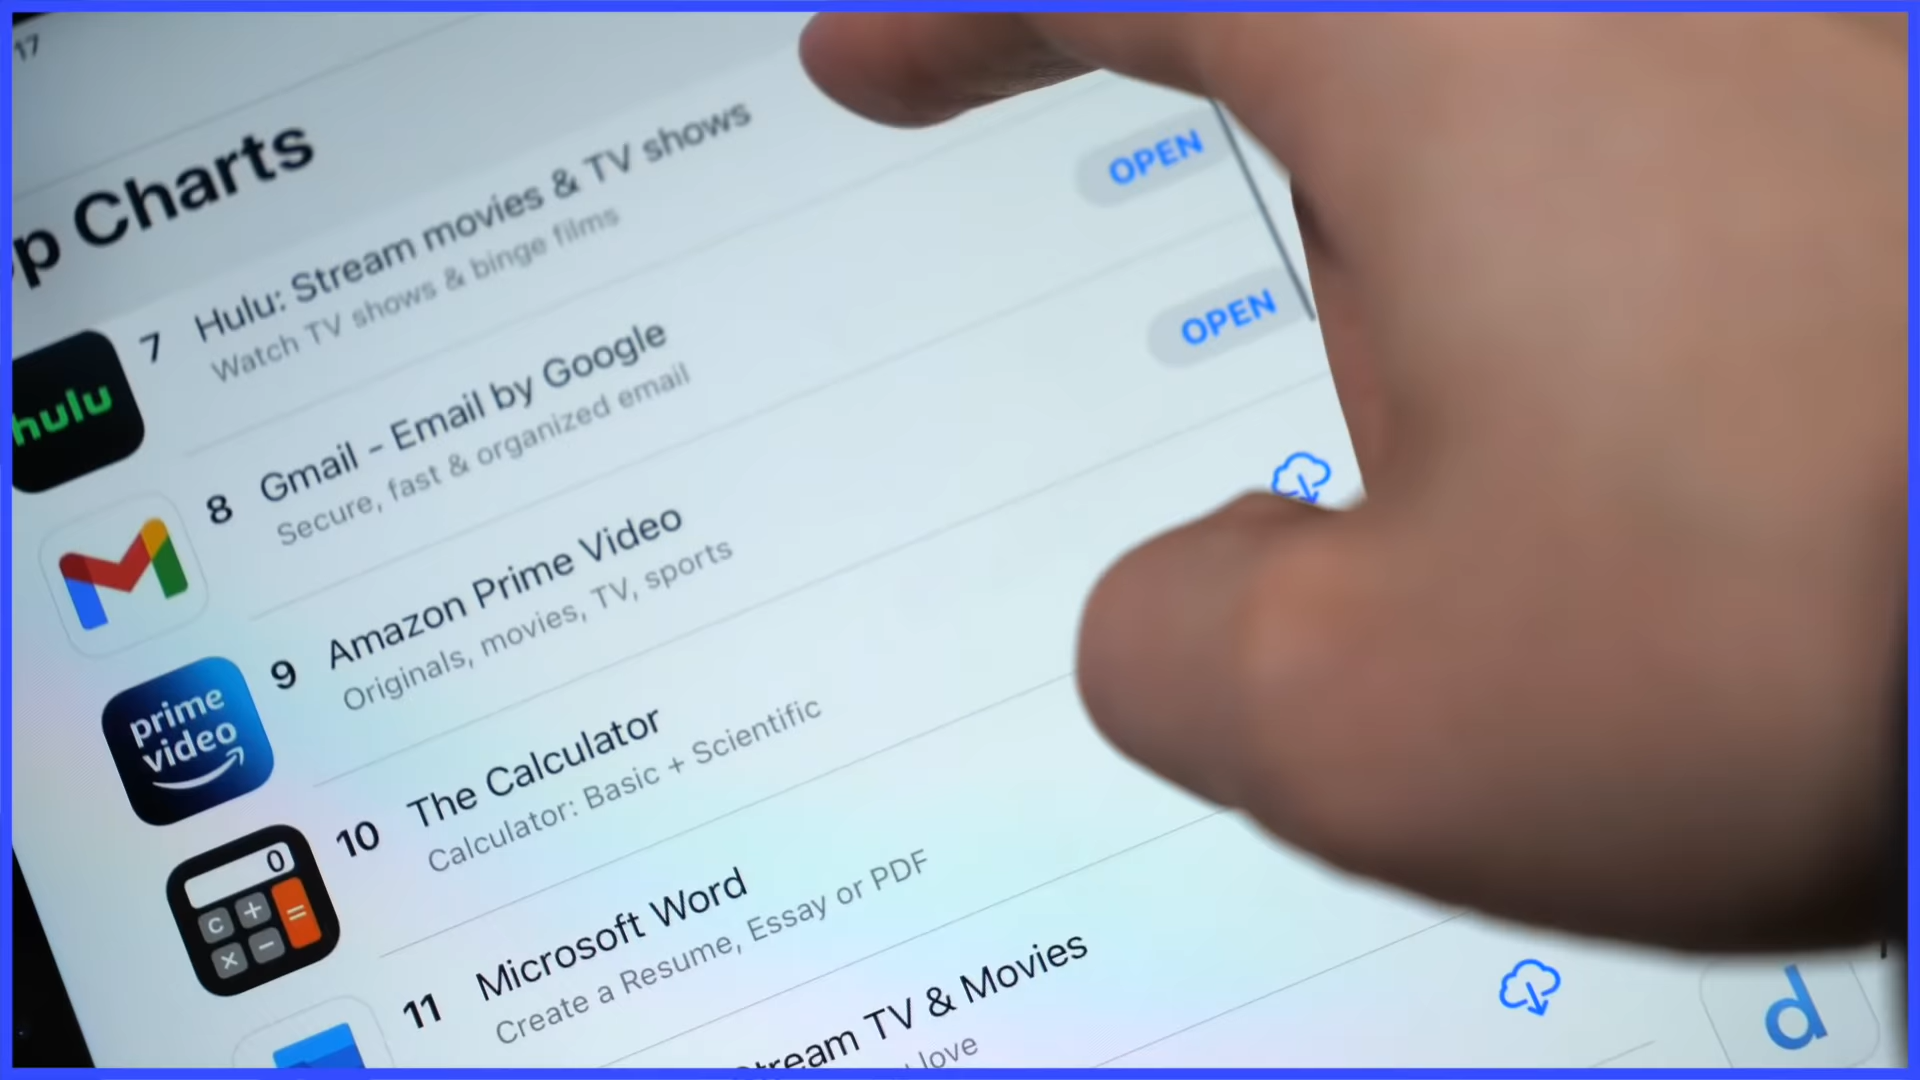 17
p Charts
hulu
7
Hulu: Stream movies & TV shows
Watch TV shows & binge films
OPEN
8
Gmail - Email by Google
Secure, fast & organized email
OPEN
prime
video
9
Amazon Prime Video
Originals, movies, TV, sports
0
C + =
× −
10
The Calculator
Calculator: Basic + Scientific
11
Microsoft Word
Create a Resume, Essay or PDF
Stream TV & Movies
love
d